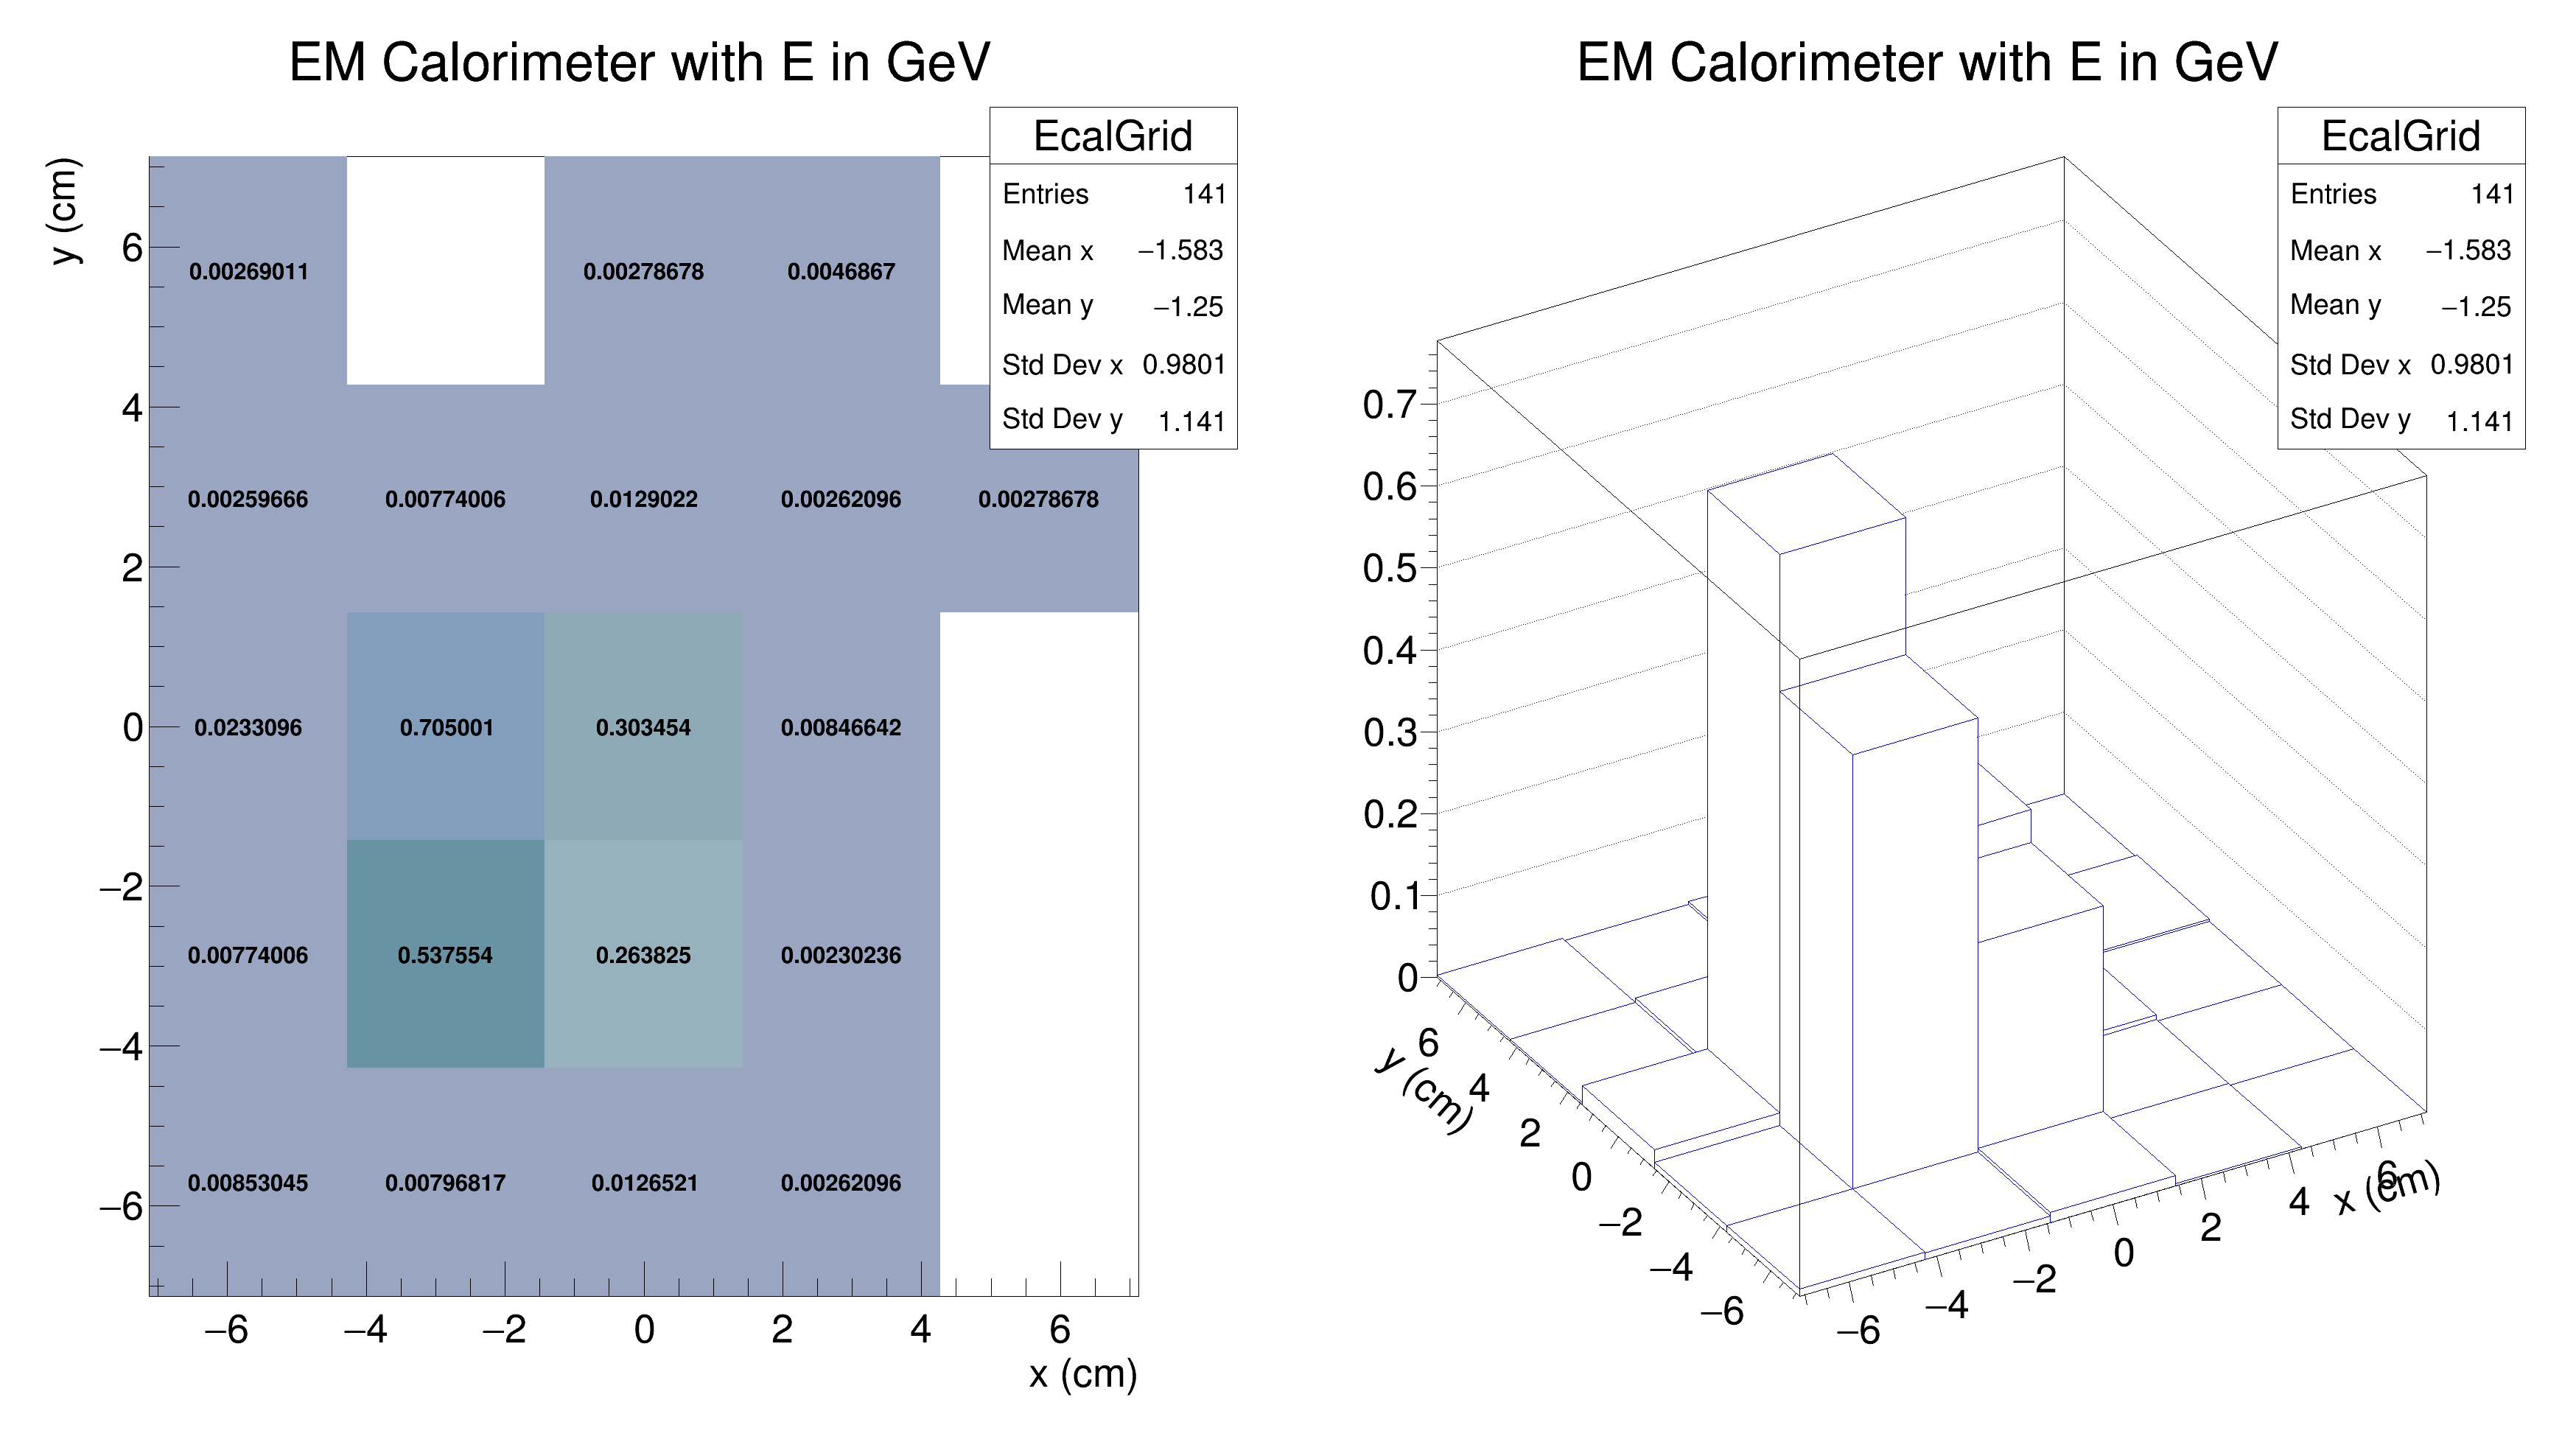 EM Calorimeter with E in GeV
EcalGrid
Entries 141
Mean x −1.583
Mean y −1.25
Std Dev x 0.9801
Std Dev y 1.141
y (cm)
6
4
2
0
−2
−4
−6
0.00269011 0.00278678 0.0046867
0.00259666 0.00774006 0.0129022 0.00262096 0.00278678
0.0233096 0.705001 0.303454 0.00846642
0.00774006 0.537554 0.263825 0.00230236
0.00853045 0.00796817 0.0126521 0.00262096
−6 −4 −2 0 2 4 6
x (cm)
EM Calorimeter with E in GeV
EcalGrid
Entries 141
Mean x −1.583
Mean y −1.25
Std Dev x 0.9801
Std Dev y 1.141
0.7
0.6
0.5
0.4
0.3
0.2
0.1
0
y (cm)
6
4
2
0
−2
−4
−6
−6 −4 −2 0 2 4 6
x (cm)